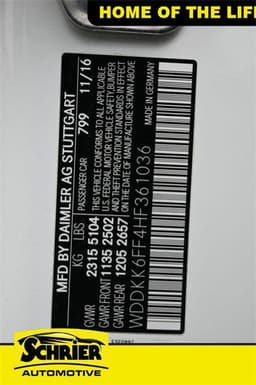 HOME OF THE LIFE
MFD BY DAIMLER AG STUTTGART
PASSENGER CAR 799 11/16
KG LBS
THIS VEHICLE CONFORMS TO ALL
GVWR 2315 5104
APPLICABLE U.S. FEDERAL MOTOR VEHICLE SAFETY,BUMPER
GAWR FRONT 1135 2502
AND THEFT PREVENTION STANDARDS IN EFFECT
GAWR REAR 1205 2657
ON THE DATE OF MANUFACTURE SHOWN ABOVE
WDDKK6FF4HF361036
MADE IN GERMANY
SCHRIER
AUTOMOTIVE